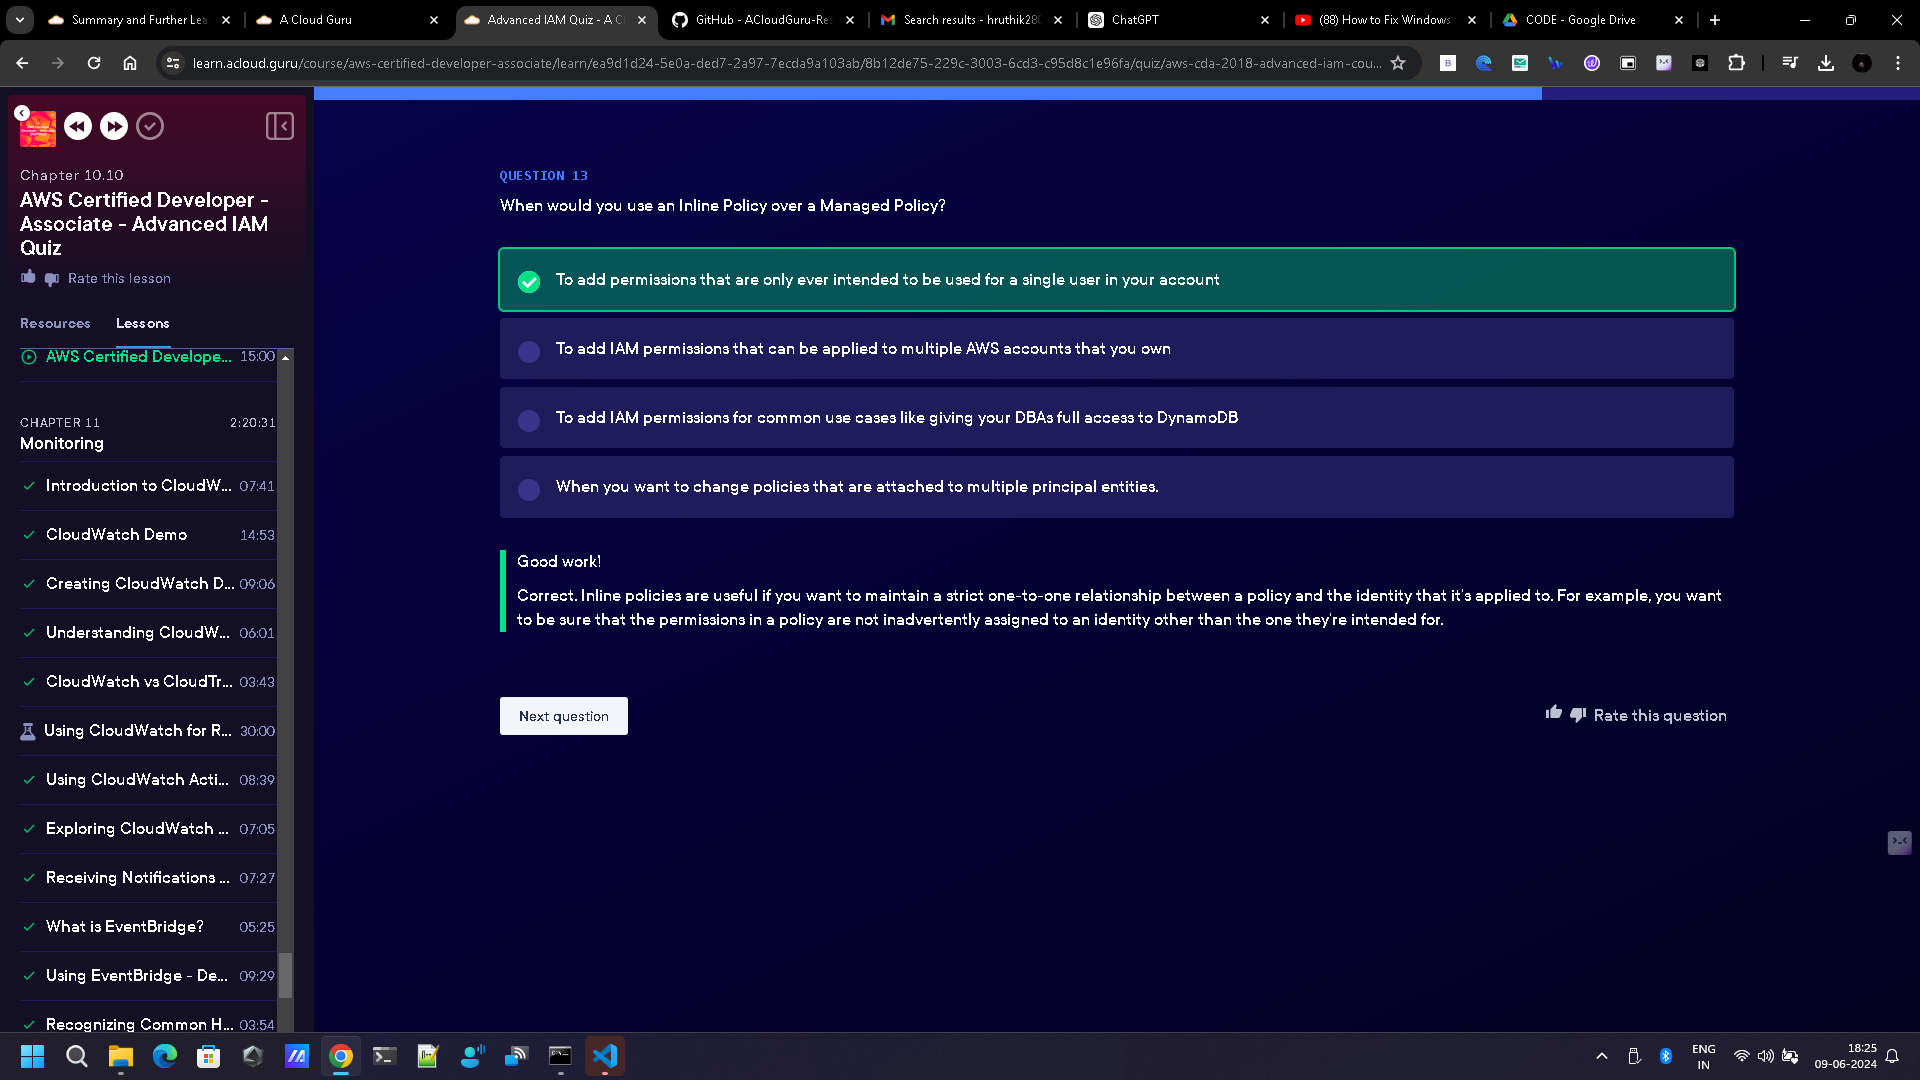 Summary and Further Lea
A Cloud Guru
Advanced IAM Quiz - A Cl
GitHub - ACloudGuru-Res
Search results - hruthik280
ChatGPT
(88) How to Fix Windows
CODE - Google Drive
learn.acloud.guru/course/aws-certified-developer-associate/learn/ea9d1d24-5e0a-ded7-2a97-7ecda9a103ab/8b12de75-229c-3003-6cd3-c95d8c1e96fa/quiz/aws-cda-2018-advanced-iam-cou...
Chapter 10.10
AWS Certified Developer -
Associate - Advanced IAM
Quiz
Rate this lesson
Resources
Lessons
AWS Certified Develope... 15:00
CHAPTER 11 2:20:31
Monitoring
Introduction to CloudW... 07:41
CloudWatch Demo 14:53
Creating CloudWatch D... 09:06
Understanding CloudW... 06:01
CloudWatch vs CloudTr... 03:43
Using CloudWatch for R... 30:00
Using CloudWatch Acti... 08:39
Exploring CloudWatch ... 07:05
Receiving Notifications ... 07:27
What is EventBridge? 05:25
Using EventBridge - De... 09:29
Recognizing Common H... 03:54
QUESTION 13
When would you use an Inline Policy over a Managed Policy?
To add permissions that are only ever intended to be used for a single user in your account
To add IAM permissions that can be applied to multiple AWS accounts that you own
To add IAM permissions for common use cases like giving your DBAs full access to DynamoDB
When you want to change policies that are attached to multiple principal entities.
Good work!
Correct. Inline policies are useful if you want to maintain a strict one-to-one relationship between a policy and the identity that it's applied to. For example, you want
to be sure that the permissions in a policy are not inadvertently assigned to an identity other than the one they're intended for.
Next question
Rate this question
ENG
IN
18:25
09-06-2024